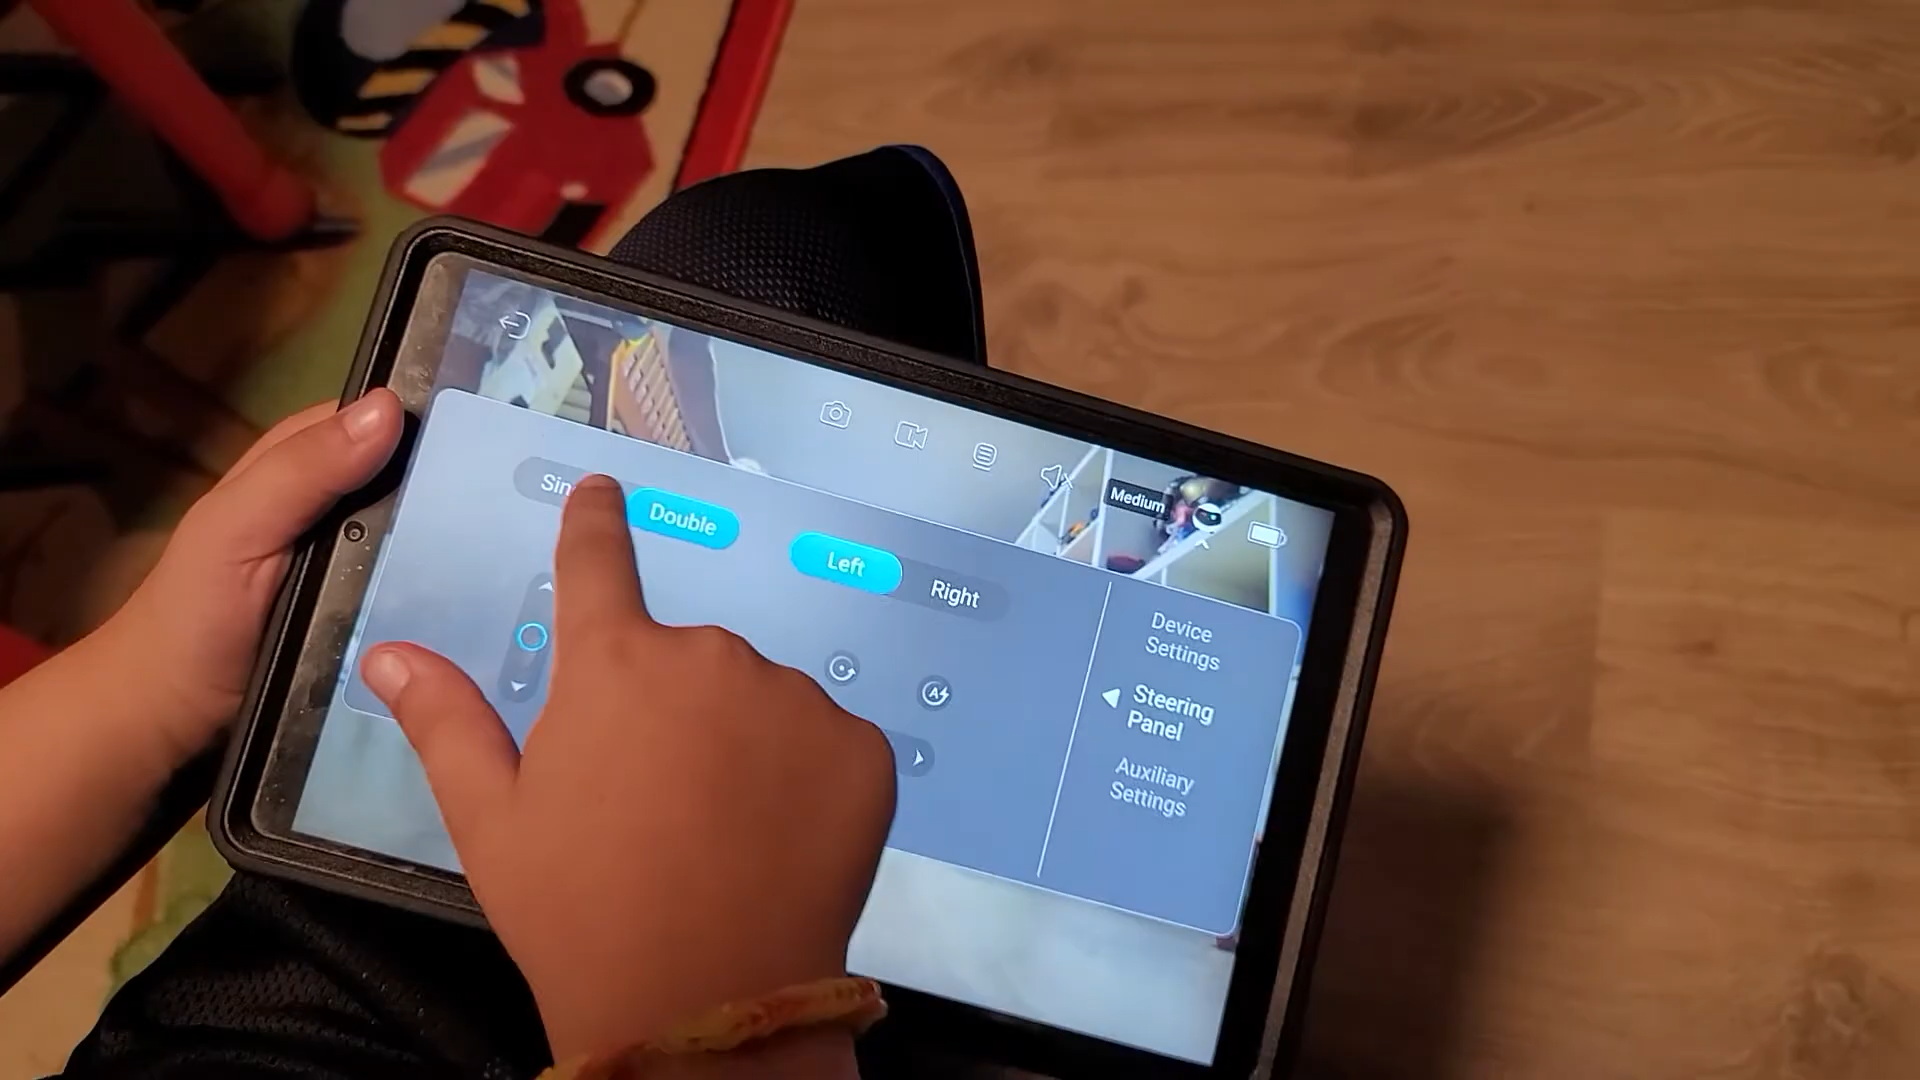 Medium
Double
Left
Right
Device
Settings
Steering
Panel
Auxiliary
Settings